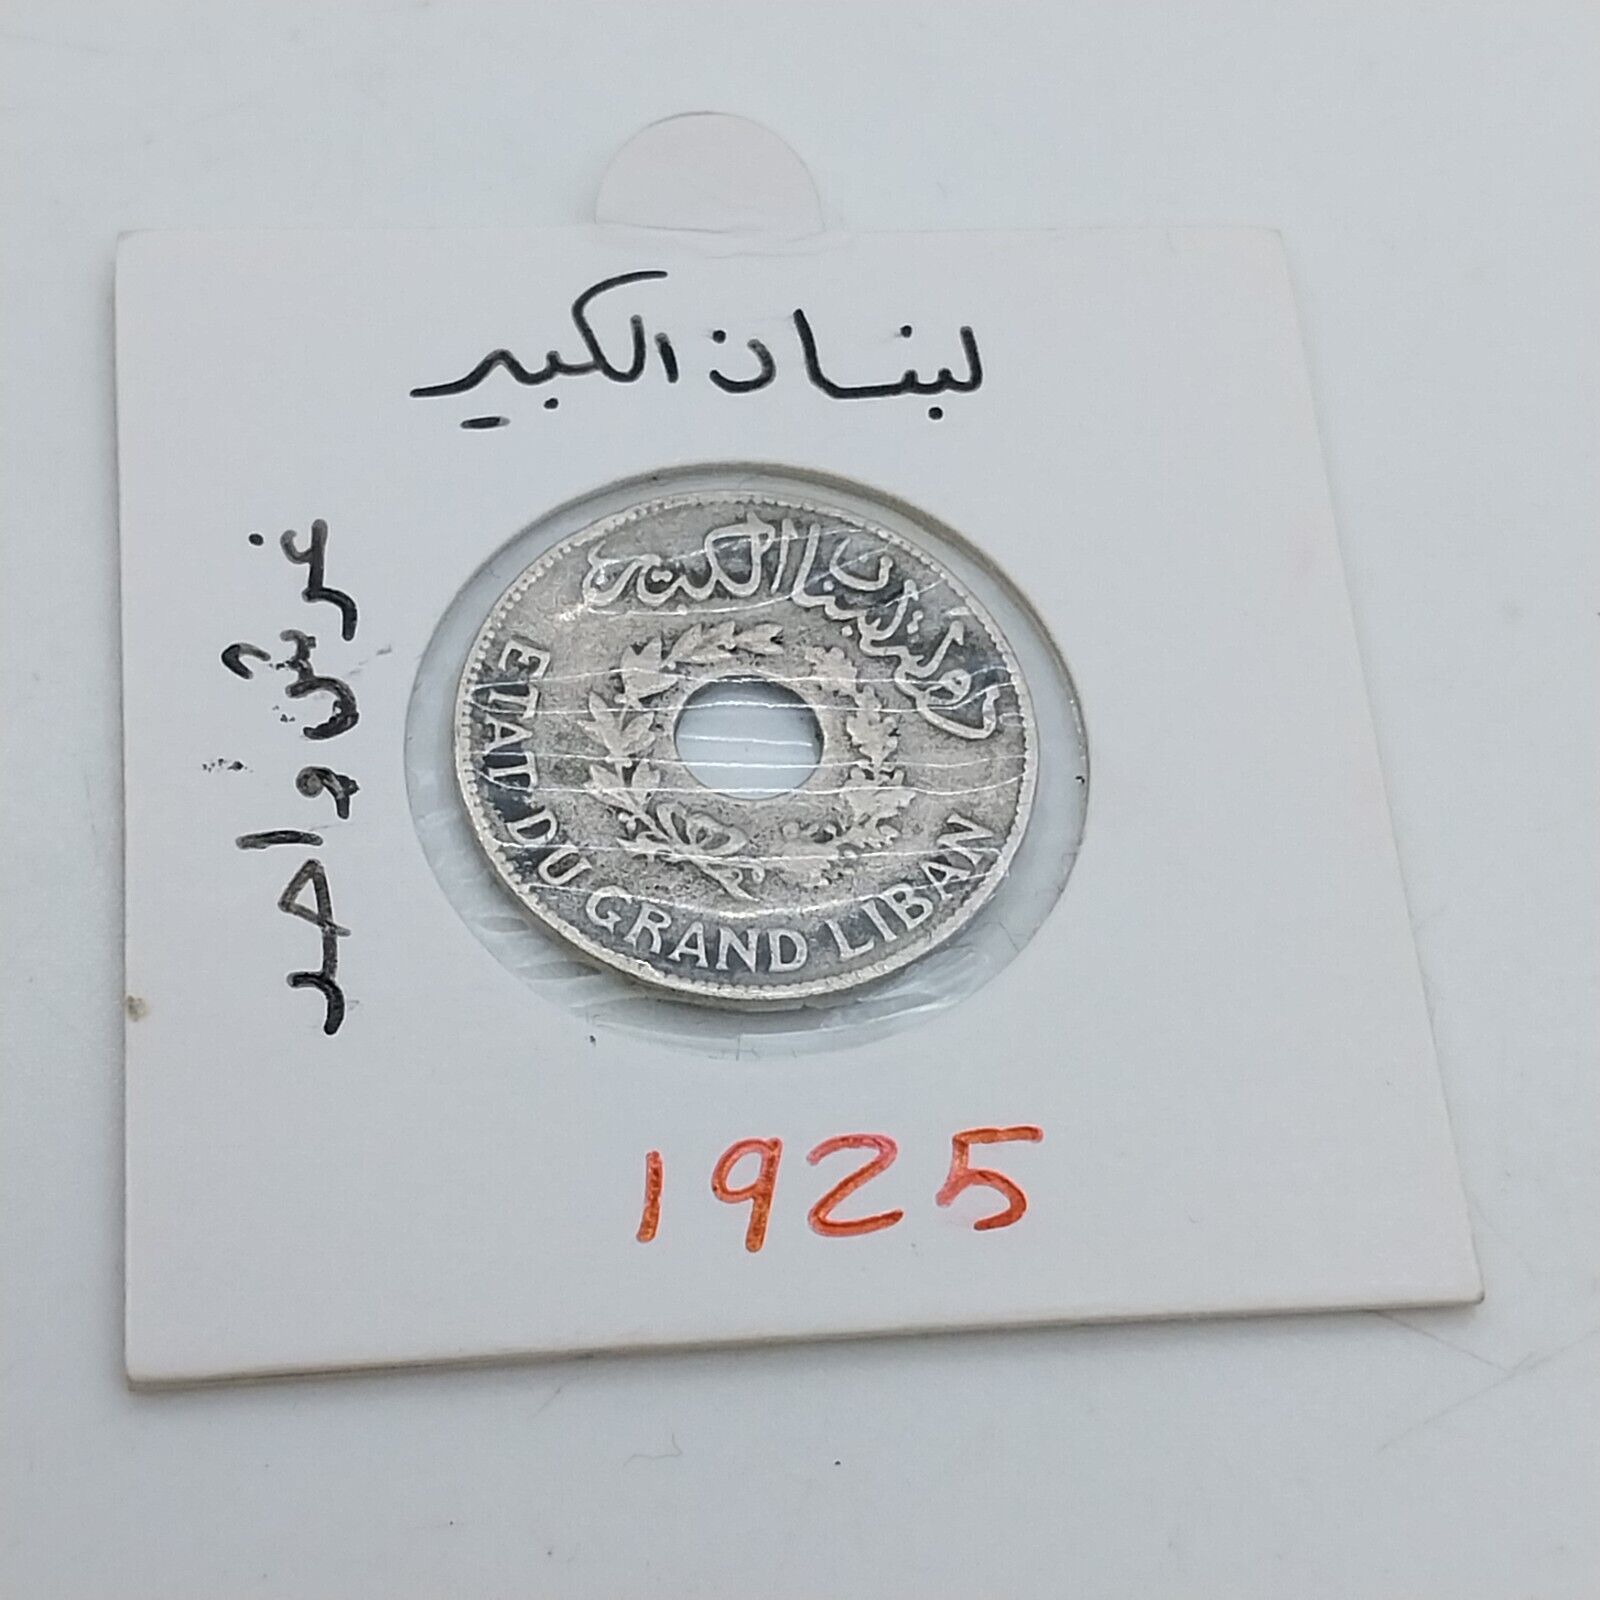 لبنان الكبير
غرش واحد
دولة لبنان الكبير
ETAT DU GRAND LIBAN
1925